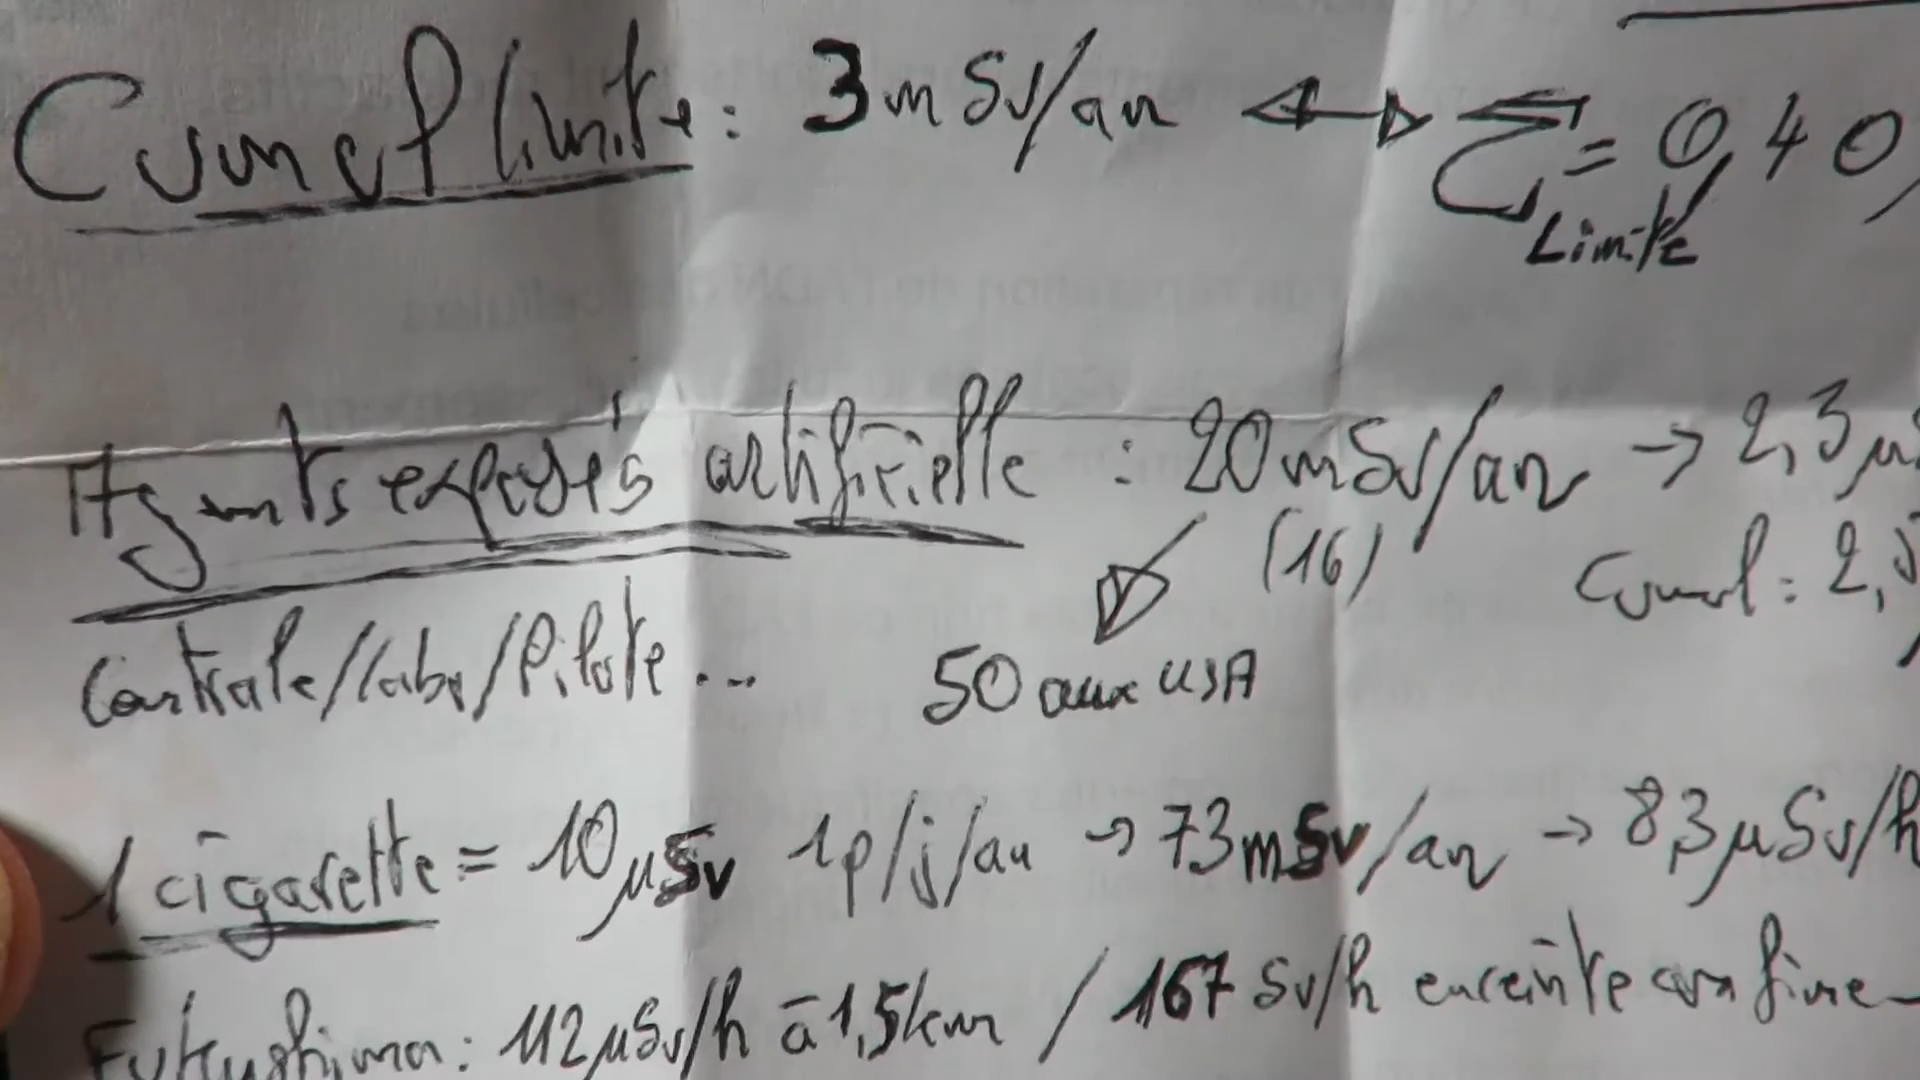 Cumul limite : 3 mSv/an ↔ = 0,40
Limite
Agents exposés artificielle : 20 mSv/an → 2,3 µS
(16)
Cumul : 2,5
Centrale/labo/Pilote ...
50 aux USA
1 cigarette = 10 µSv 1p/j/an → 73 mSv/an → 8,3 µSv/h
Fukushima : 112 µSv/h à 1,5 km / 167 Sv/h enceinte confine-